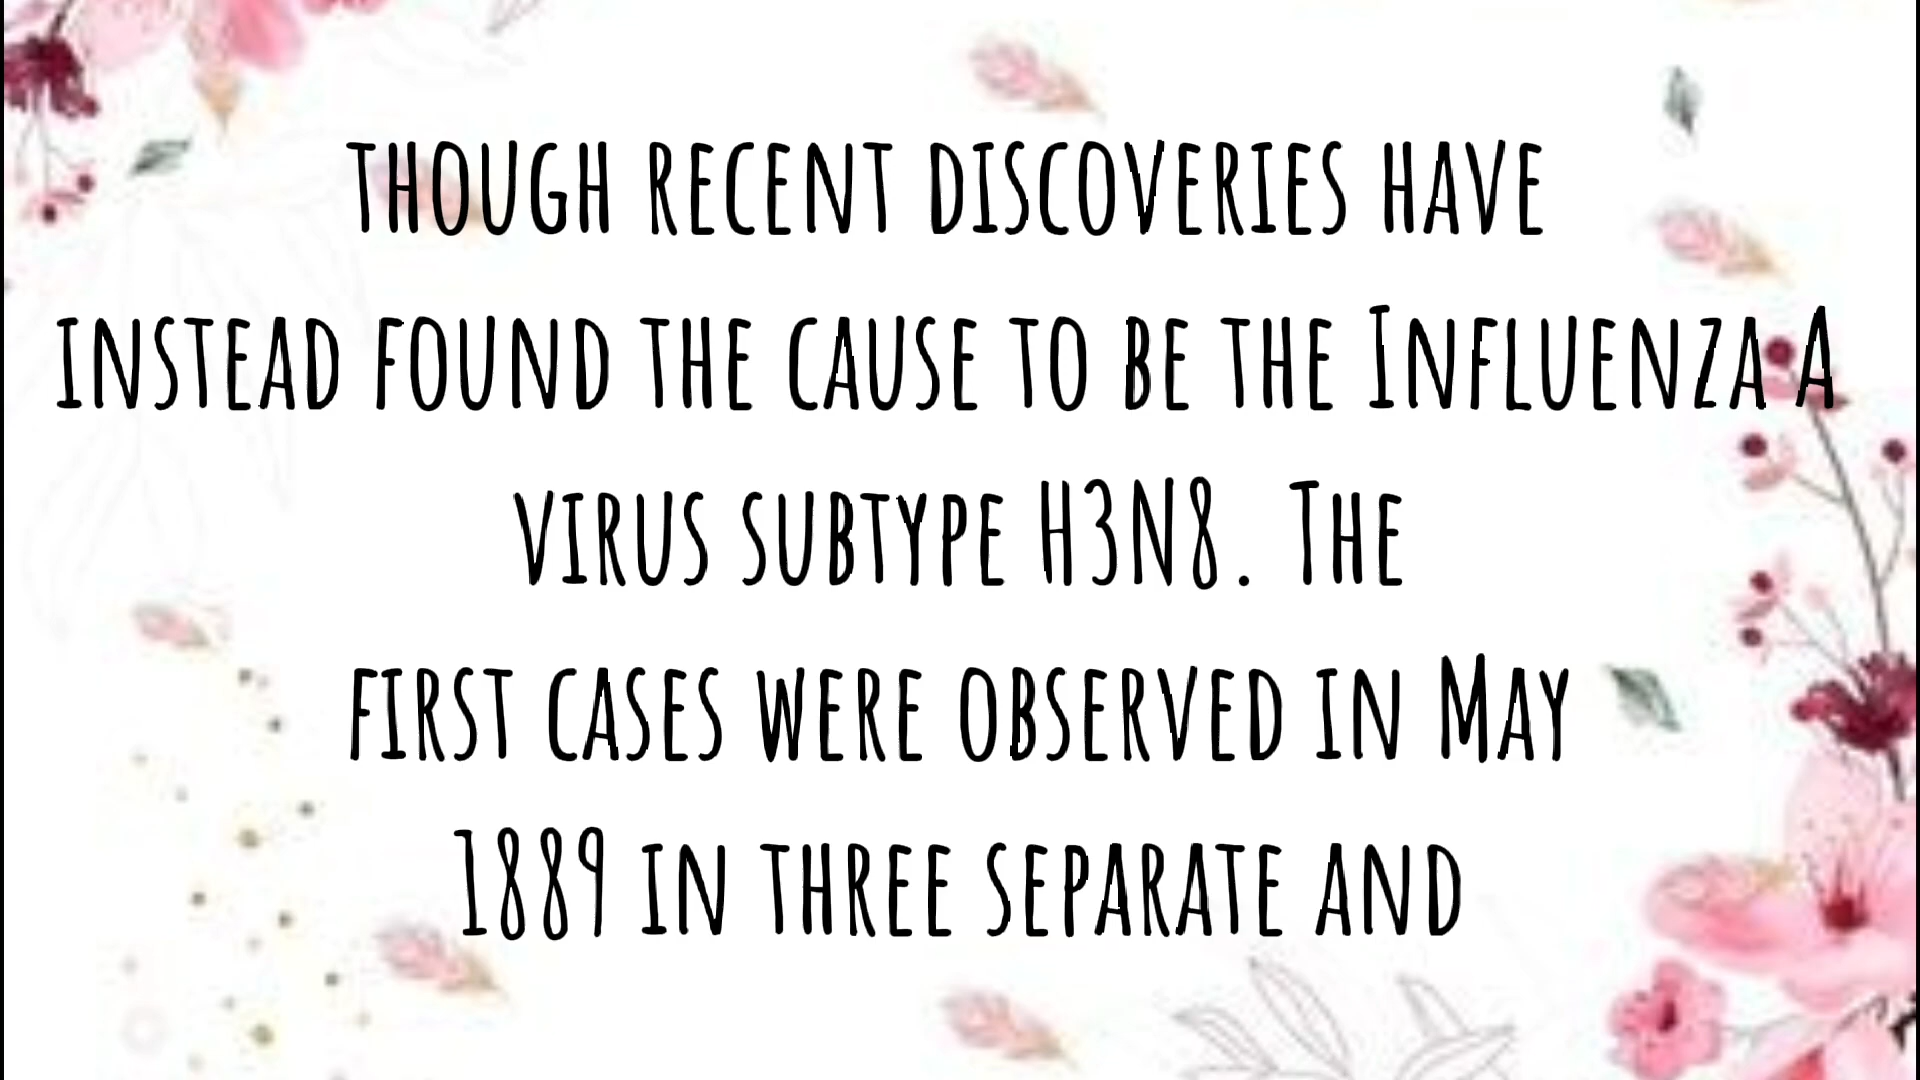 though recent discoveries have
instead found the cause to be the Influenza A
virus subtype H3N8. The
first cases were observed in May
1889 in three separate and